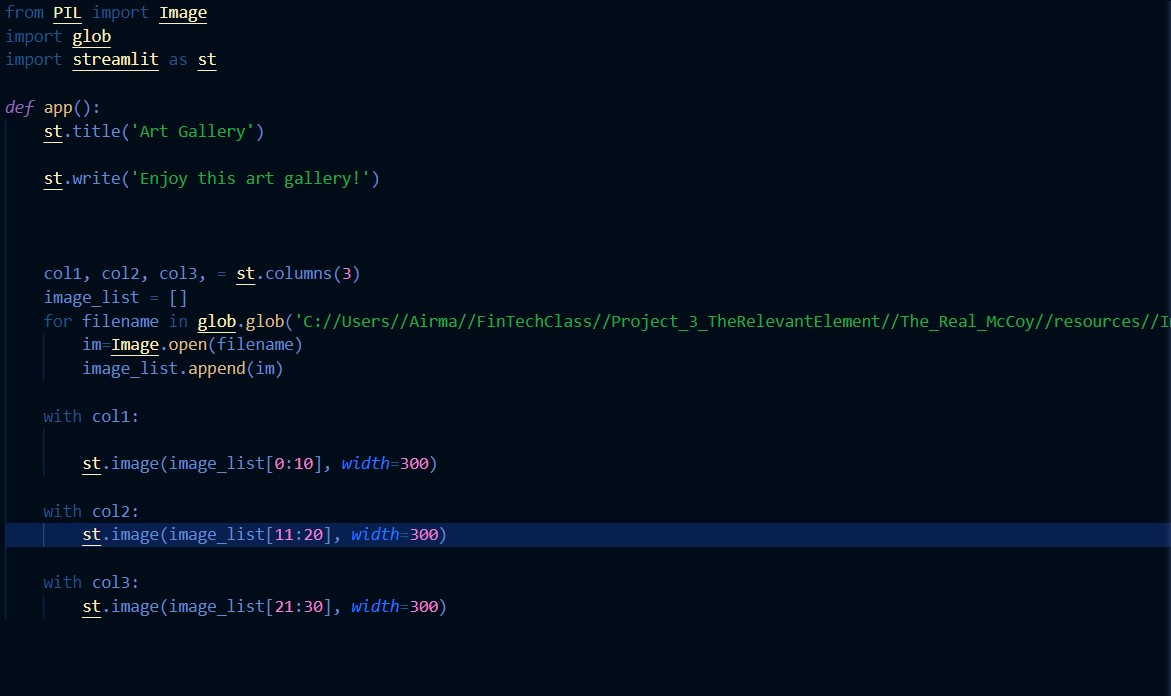 from PIL import Image
import glob
import streamlit as st
def app():
st.title('Art Gallery')
st.write('Enjoy this art gallery!')
col1, col2, col3, = st.columns(3)
image_list = []
for filename in glob.glob('C://Users//Airma//FinTechClass//Project_3_TheRelevantElement//The_Real_McCoy//resources//
im=Image.open(filename)
image_list.append(im)
with col1:
st.image(image_list[0:10], width=300)
with col2:
st.image(image_list[11:20], width=300)
with col3:
st.image(image_list[21:30], width=300)